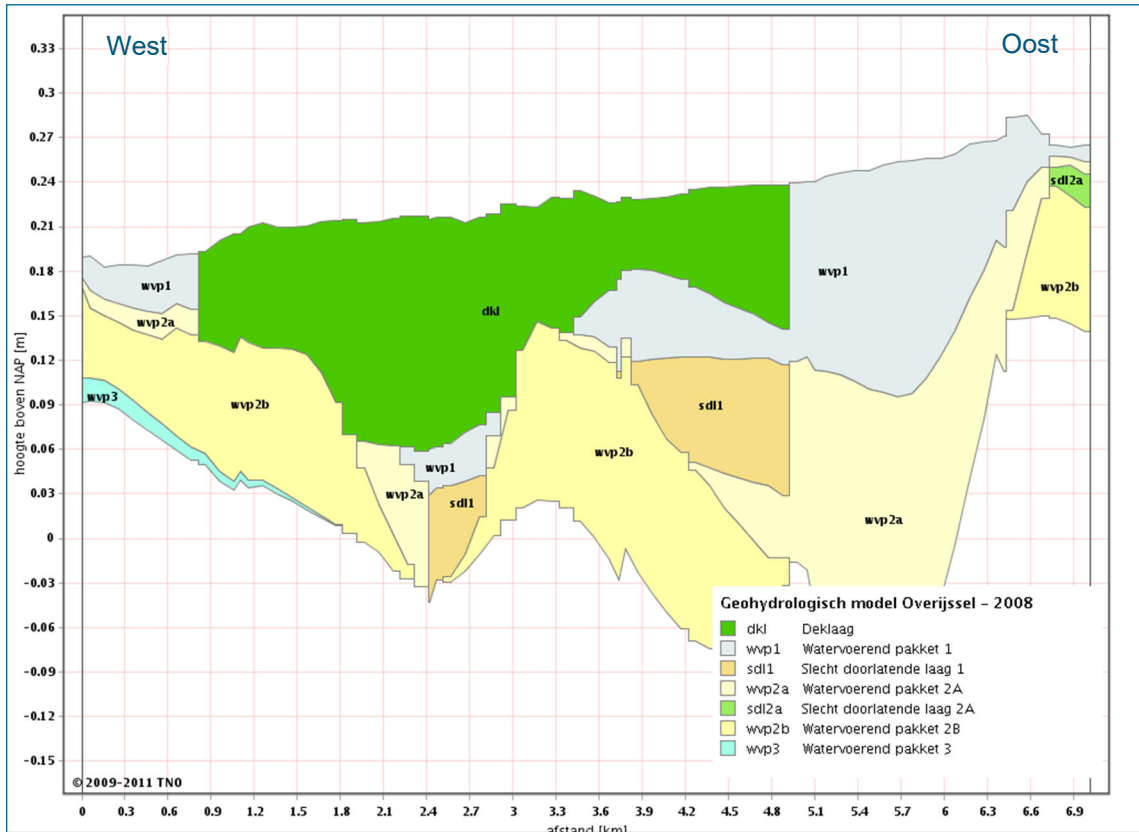 West
Oost
0.33
0.3
0.27
0.24
0.21
0.18
0.15
0.12
0.09
0.06
0.03
0
-0.03
-0.06
-0.09
-0.12
-0.15
hoogte boven NAP [m]
wvp1
wvp2a
wvp3
wvp2b
dkl
wvp2a
wvp1
sdl1
wvp2b
sdl1
wvp1
wvp2a
sdl2a
wvp2b
Geohydrologisch model Overijssel – 2008
dkl Deklaag
wvp1 Watervoerend pakket 1
sdl1 Slecht doorlatende laag 1
wvp2a Watervoerend pakket 2A
sdl2a Slecht doorlatende laag 2A
wvp2b Watervoerend pakket 2B
wvp3 Watervoerend pakket 3
© 2009-2011 TNO
0 0.3 0.6 0.9 1.2 1.5 1.8 2.1 2.4 2.7 3 3.3 3.6 3.9 4.2 4.5 4.8 5.1 5.4 5.7 6 6.3 6.6 6.9
afstand [km]